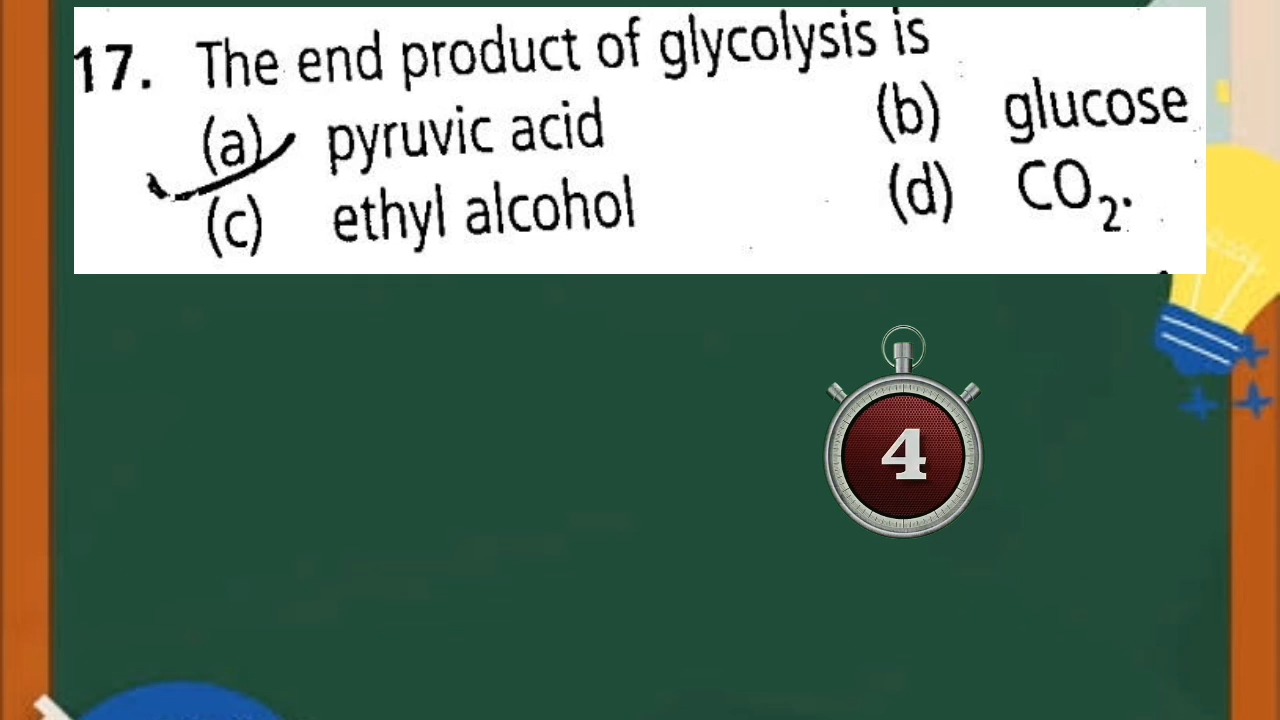 17. The end product of glycolysis is
(a) pyruvic acid (b) glucose
(c) ethyl alcohol (d) CO₂.
4